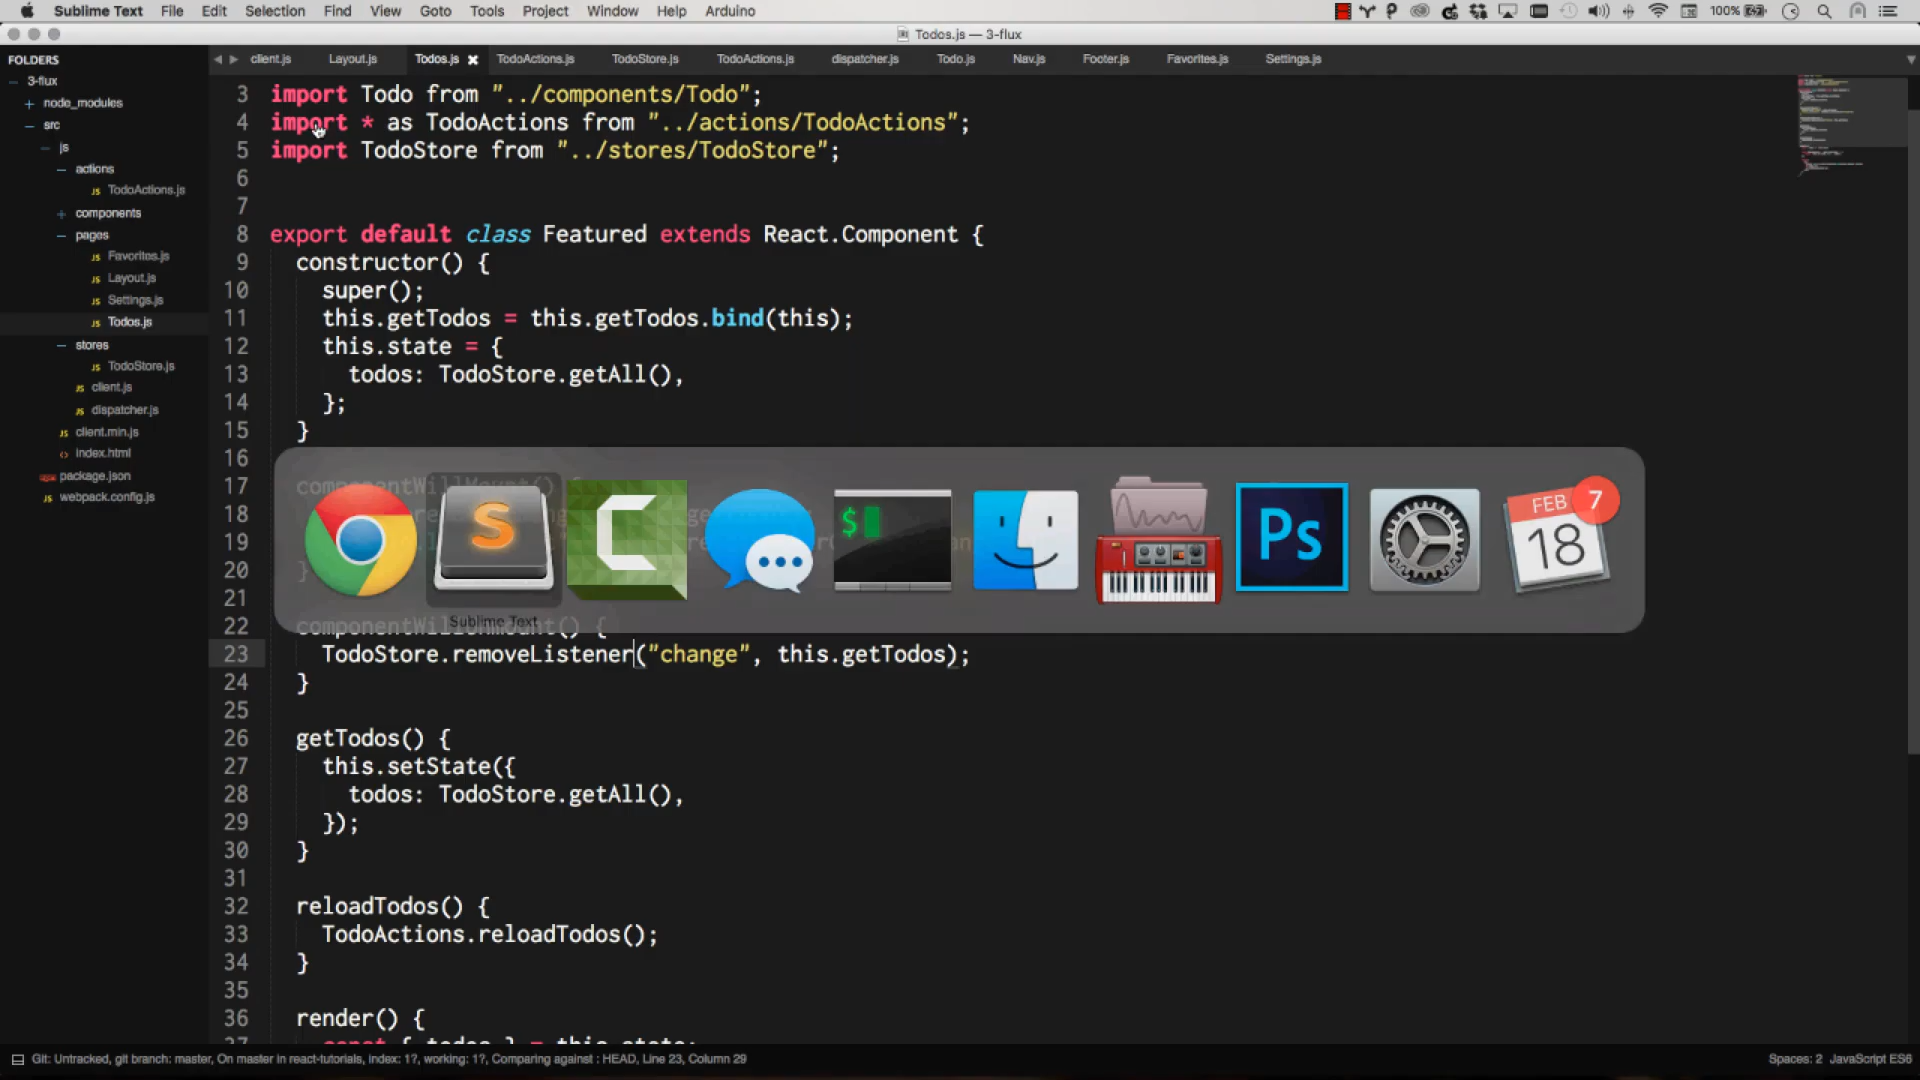 Sublime Text File Edit Selection Find View Goto Tools Project Window Help Arduino 100%
Todos.js — 3-flux
FOLDERS
3-flux
node_modules
src
js
actions
TodoActions.js
components
pages
Favorites.js
Layout.js
Settings.js
Todos.js
stores
TodoStore.js
client.js
dispatcher.js
client.min.js
index.html
package.json
webpack.config.js
client.js Layout.js Todos.js TodoActions.js TodoStore.js TodoActions.js dispatcher.js Todo.js Nav.js Footer.js Favorites.js Settings.js
3 import Todo from "../components/Todo";
4 import * as TodoActions from "../actions/TodoActions";
5 import TodoStore from "../stores/TodoStore";
6
7
8 export default class Featured extends React.Component {
9 constructor() {
10 super();
11 this.getTodos = this.getTodos.bind(this);
12 this.state = {
13 todos: TodoStore.getAll(),
14 };
15 }
16
17 componentWillMount() {
18
19
20 }
21
22 componentWillUnmount() {
23 TodoStore.removeListener("change", this.getTodos);
24 }
25
26 getTodos() {
27 this.setState({
28 todos: TodoStore.getAll(),
29 });
30 }
31
32 reloadTodos() {
33 TodoActions.reloadTodos();
34 }
35
36 render() {
37 const { todos } = this.state;
S
C
$
Ps
FEB
18
7
Sublime Text
Git: Untracked, git branch: master, On master in react-tutorials, index: 1?, working: 1?, Comparing against : HEAD, Line 23, Column 29
Spaces: 2 JavaScript ES6